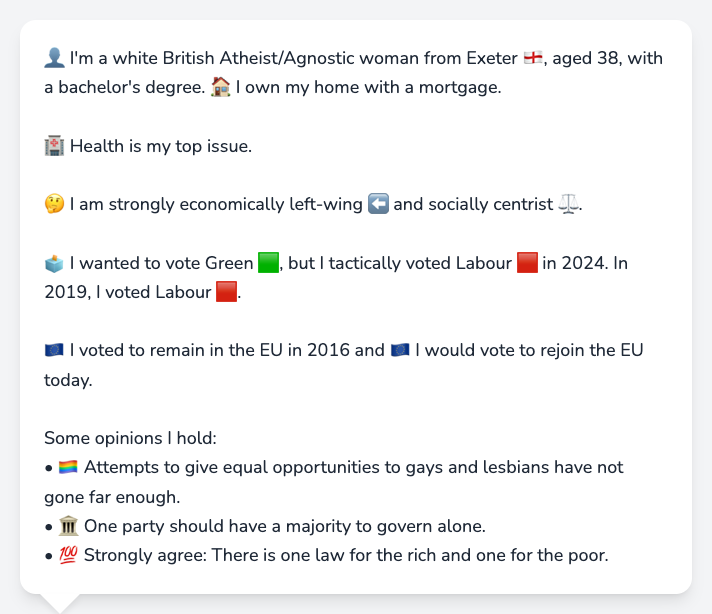 👤 I'm a white British Atheist/Agnostic woman from Exeter 🏴󠁧󠁢󠁥󠁮󠁧󠁿, aged 38, with
a bachelor's degree. 🏠 I own my home with a mortgage.
🏥 Health is my top issue.
🤔 I am strongly economically left-wing ⬅️ and socially centrist ⚖️.
🗳️ I wanted to vote Green 🟩, but I tactically voted Labour 🟥 in 2024. In
2019, I voted Labour 🟥.
🇪🇺 I voted to remain in the EU in 2016 and 🇪🇺 I would vote to rejoin the EU
today.
Some opinions I hold:
• 🏳️‍🌈 Attempts to give equal opportunities to gays and lesbians have not
gone far enough.
• 🏛️ One party should have a majority to govern alone.
• 💯 Strongly agree: There is one law for the rich and one for the poor.